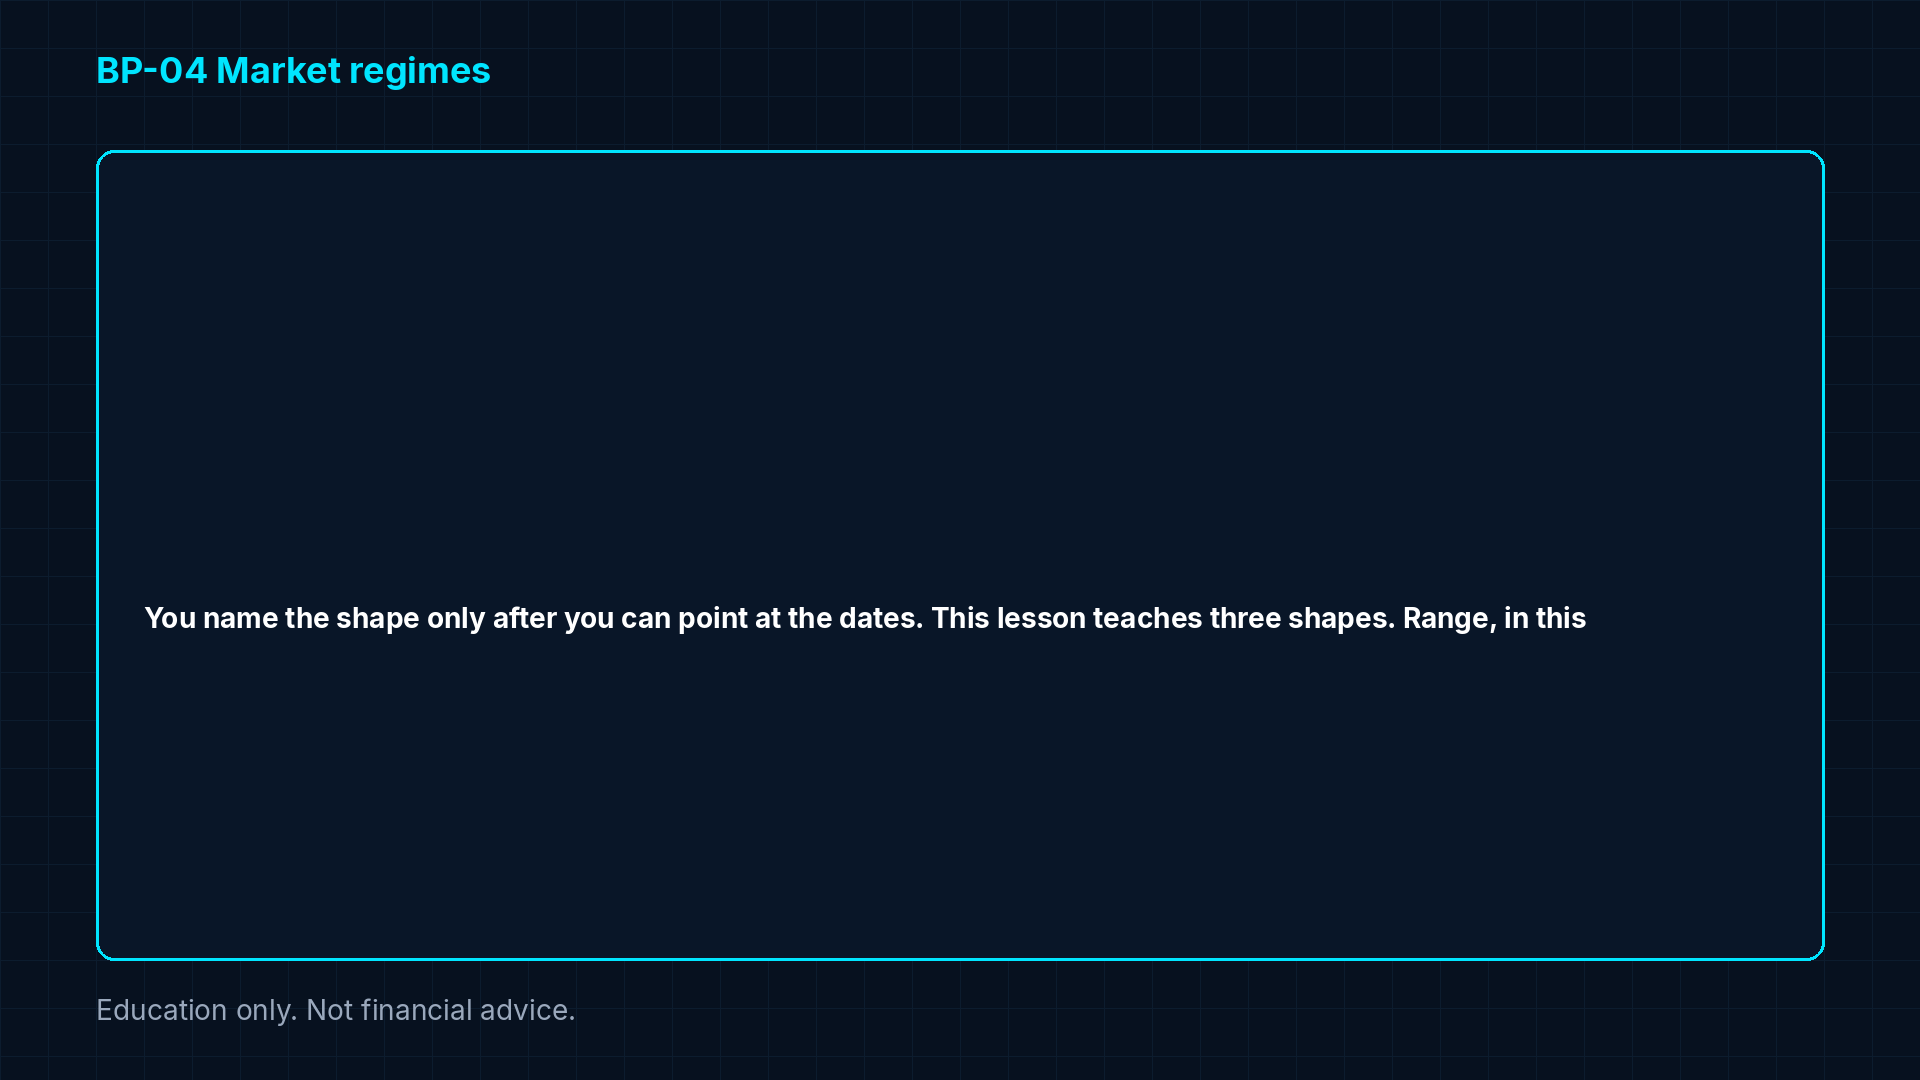 BP-04 Market regimes
You name the shape only after you can point at the dates. This lesson teaches three shapes. Range, in this
Education only. Not financial advice.